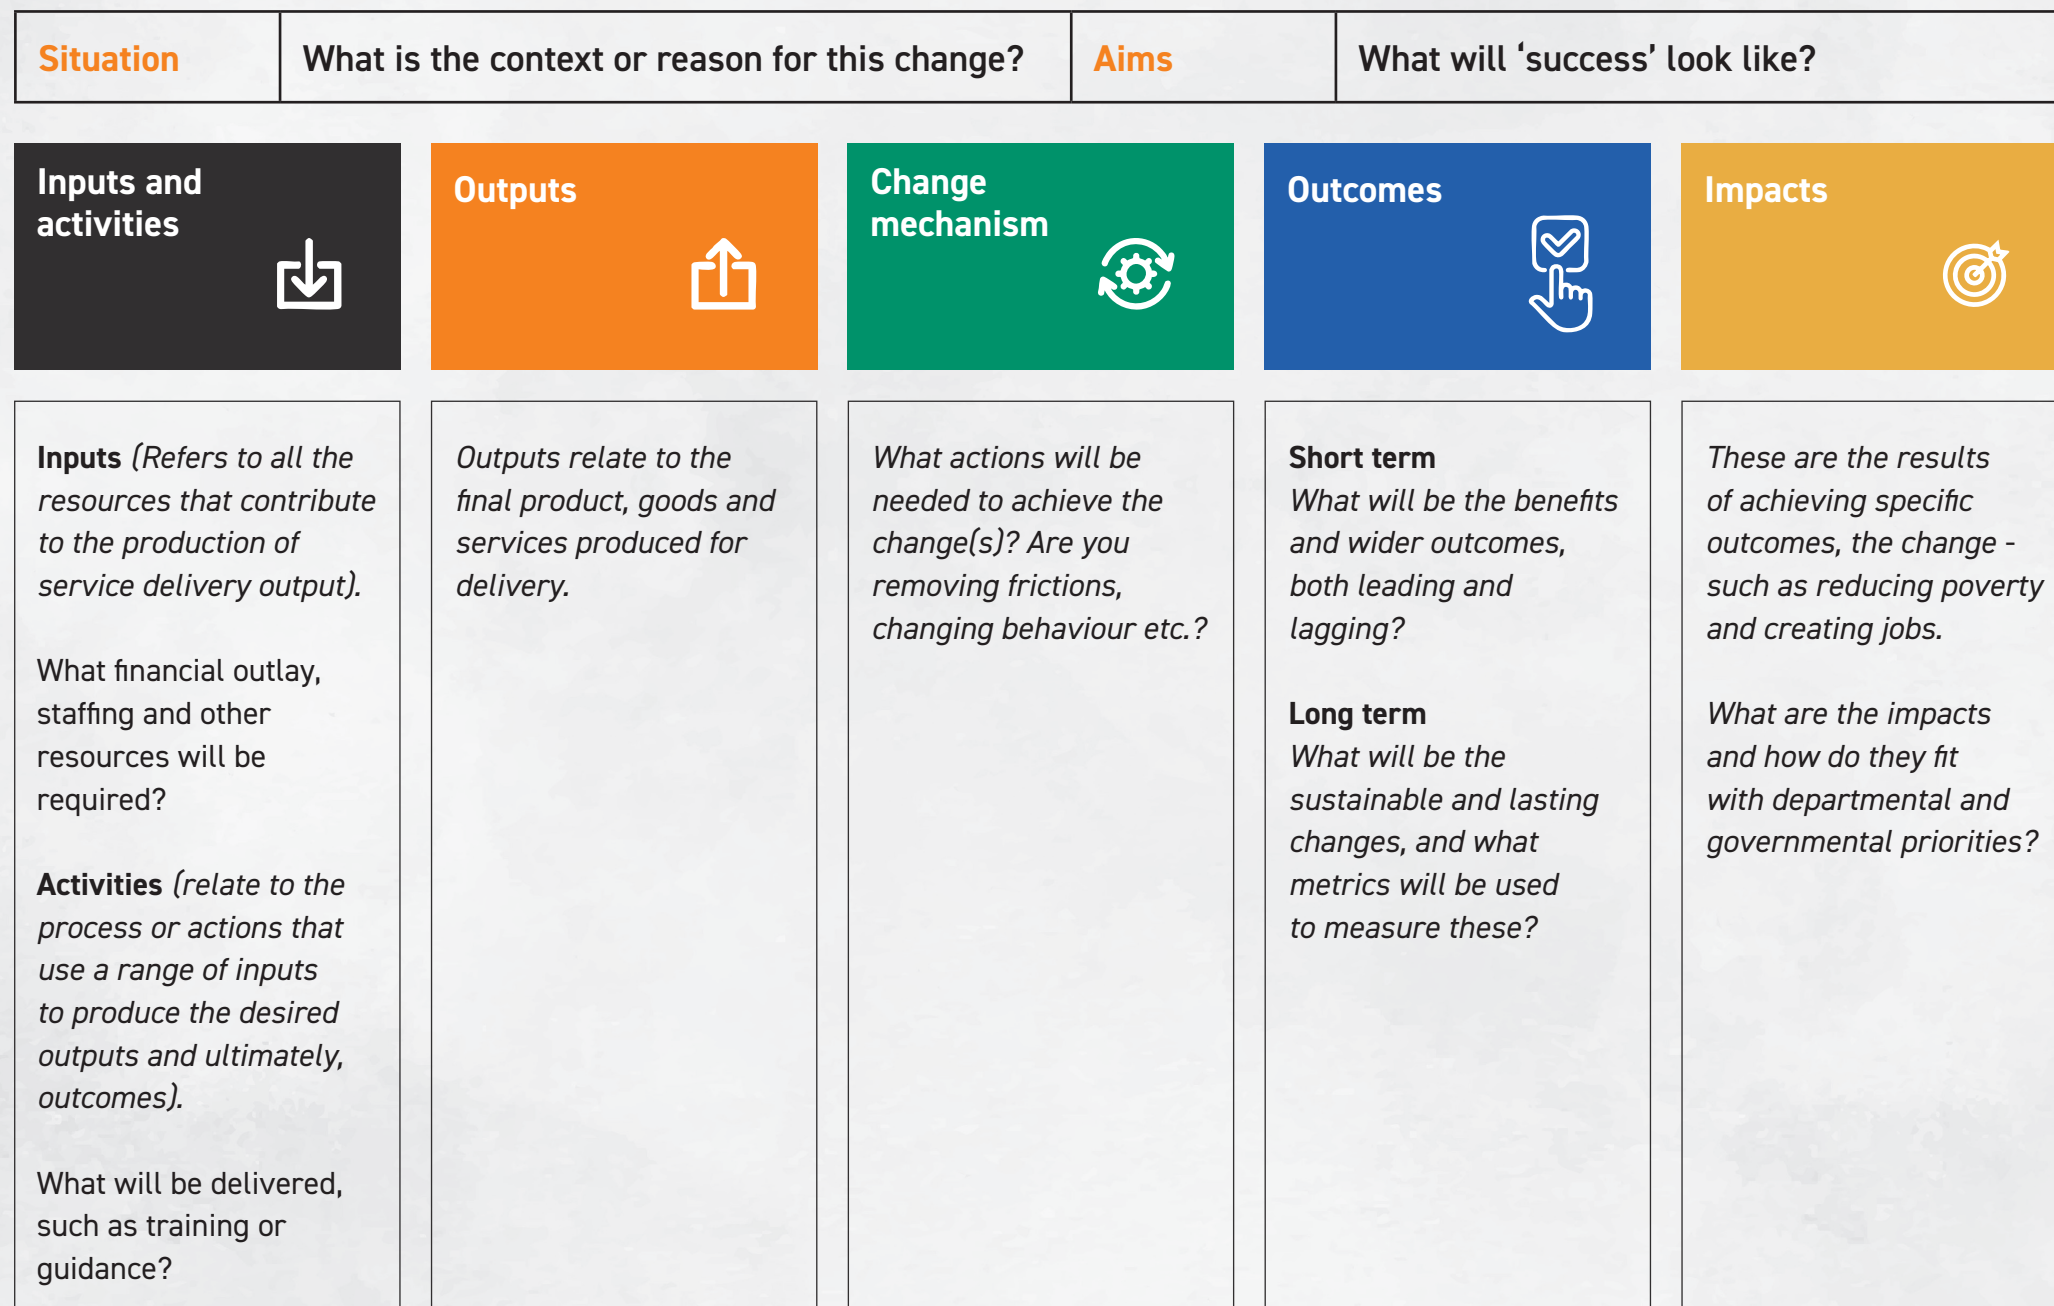 Situation
What is the context or reason for this change?
Aims
What will ‘success’ look like?
Inputs and
activities
Outputs
Change
mechanism
Outcomes
Impacts
Inputs (Refers to all the
resources that contribute
to the production of
service delivery output).
What financial outlay,
staffing and other
resources will be
required?
Activities (relate to the
process or actions that
use a range of inputs
to produce the desired
outputs and ultimately,
outcomes).
What will be delivered,
such as training or
guidance?
Outputs relate to the
final product, goods and
services produced for
delivery.
What actions will be
needed to achieve the
change(s)? Are you
removing frictions,
changing behaviour etc.?
Short term
What will be the benefits
and wider outcomes,
both leading and
lagging?
Long term
What will be the
sustainable and lasting
changes, and what
metrics will be used
to measure these?
These are the results
of achieving specific
outcomes, the change -
such as reducing poverty
and creating jobs.
What are the impacts
and how do they fit
with departmental and
governmental priorities?